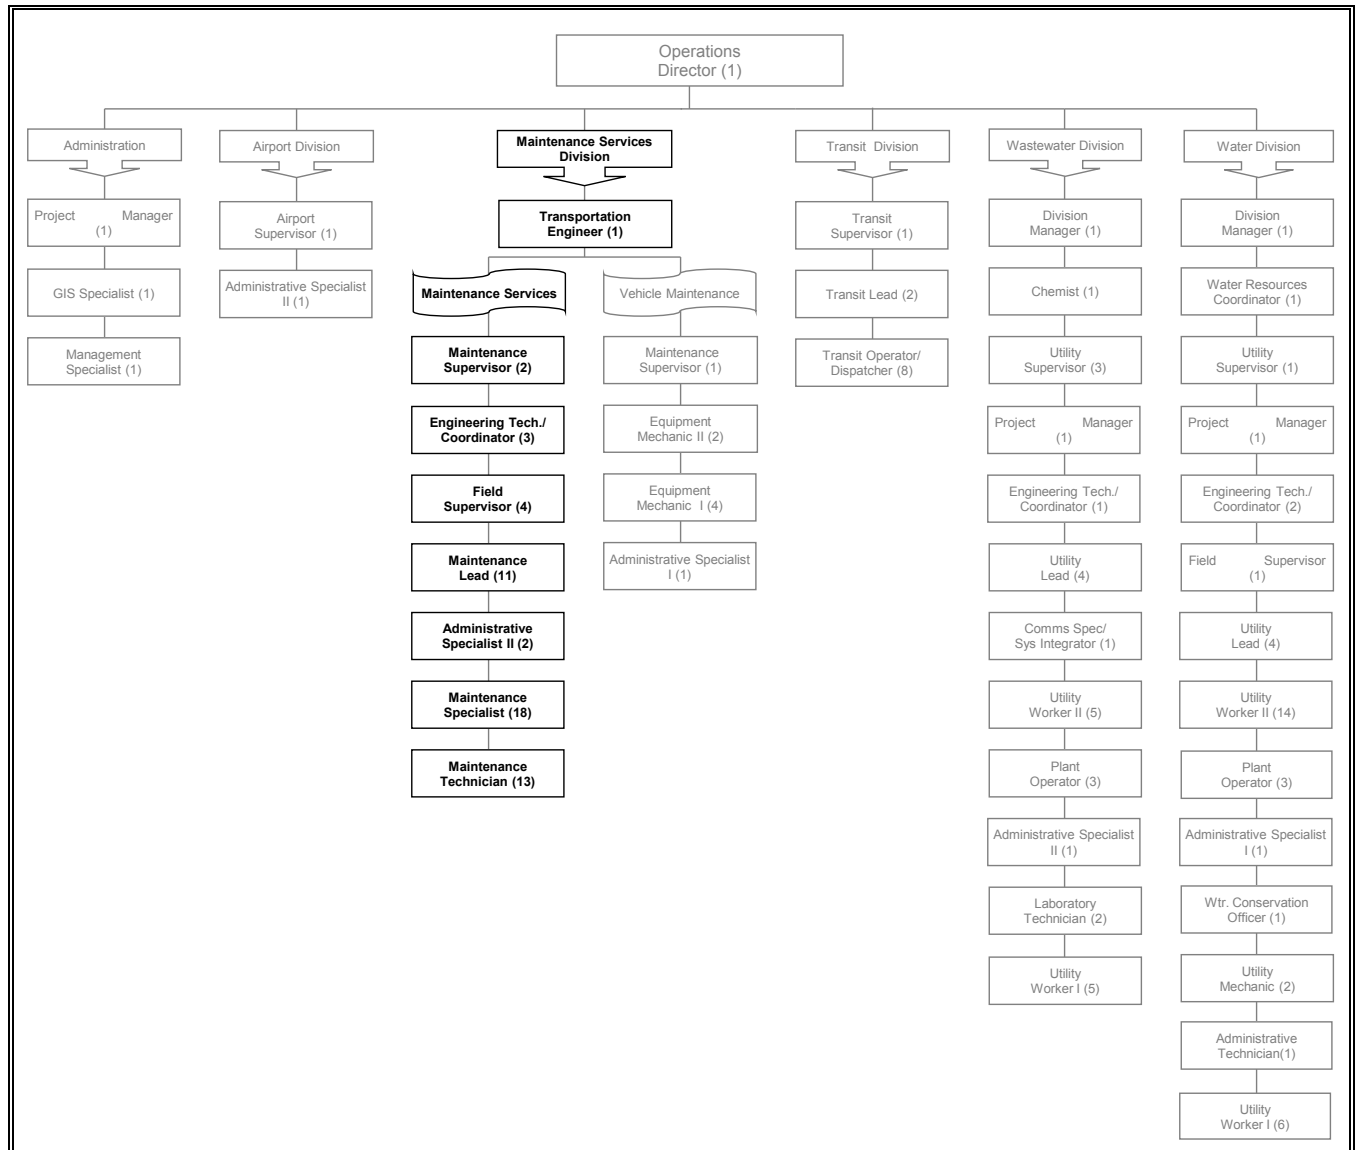 Operations
Director (1)
Administration
Project Manager
(1)
GIS Specialist (1)
Management
Specialist (1)
Airport Division
Airport
Supervisor (1)
Administrative Specialist
II (1)
Maintenance Services
Division
Transportation
Engineer (1)
Maintenance Services
Maintenance
Supervisor (2)
Engineering Tech./
Coordinator (3)
Field
Supervisor (4)
Maintenance
Lead (11)
Administrative
Specialist II (2)
Maintenance
Specialist (18)
Maintenance
Technician (13)
Vehicle Maintenance
Maintenance
Supervisor (1)
Equipment
Mechanic II (2)
Equipment
Mechanic I (4)
Administrative Specialist
I (1)
Transit Division
Transit
Supervisor (1)
Transit Lead (2)
Transit Operator/
Dispatcher (8)
Wastewater Division
Division
Manager (1)
Chemist (1)
Utility
Supervisor (3)
Project Manager
(1)
Engineering Tech./
Coordinator (1)
Utility
Lead (4)
Comms Spec/
Sys Integrator (1)
Utility
Worker II (5)
Plant
Operator (3)
Administrative Specialist
II (1)
Laboratory
Technician (2)
Utility
Worker I (5)
Water Division
Division
Manager (1)
Water Resources
Coordinator (1)
Utility
Supervisor (1)
Project Manager
(1)
Engineering Tech./
Coordinator (2)
Field Supervisor
(1)
Utility
Lead (4)
Utility
Worker II (14)
Plant
Operator (3)
Administrative Specialist
I (1)
Wtr. Conservation
Officer (1)
Utility
Mechanic (2)
Administrative
Technician(1)
Utility
Worker I (6)